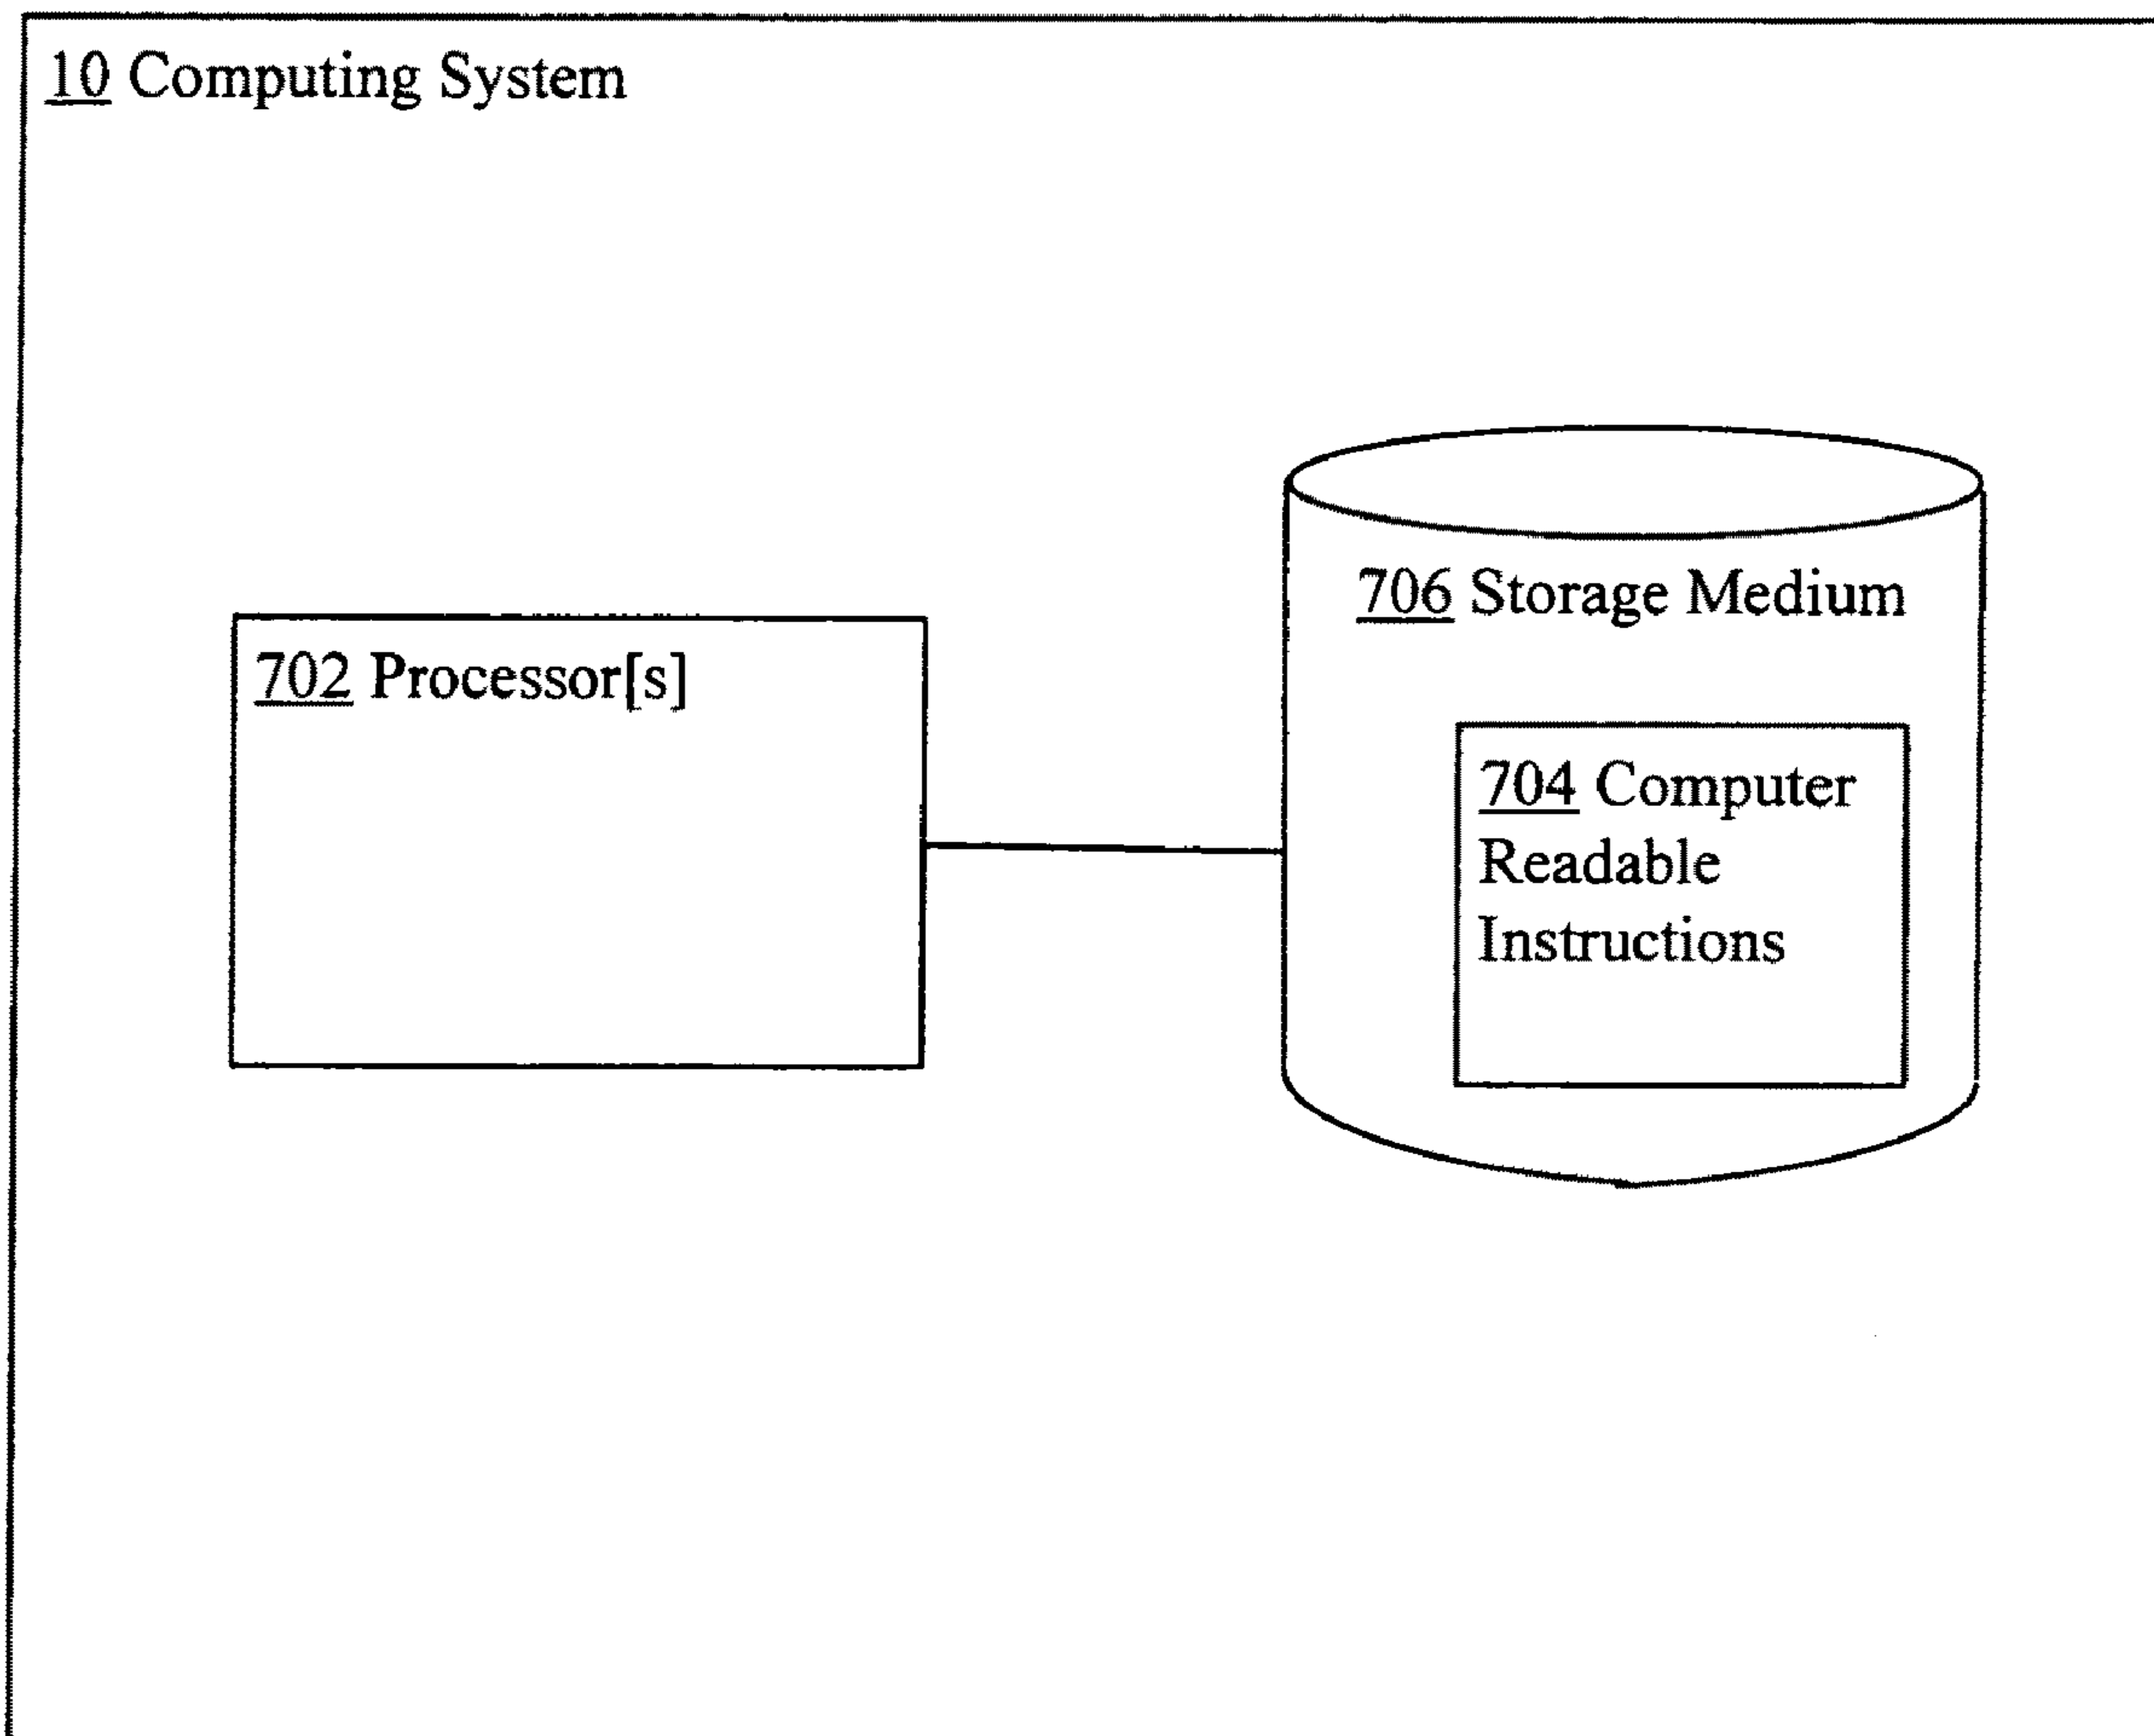 10 Computing System
706 Storage Medium
702 Processor[s]
704 Computer
Readable
Instructions